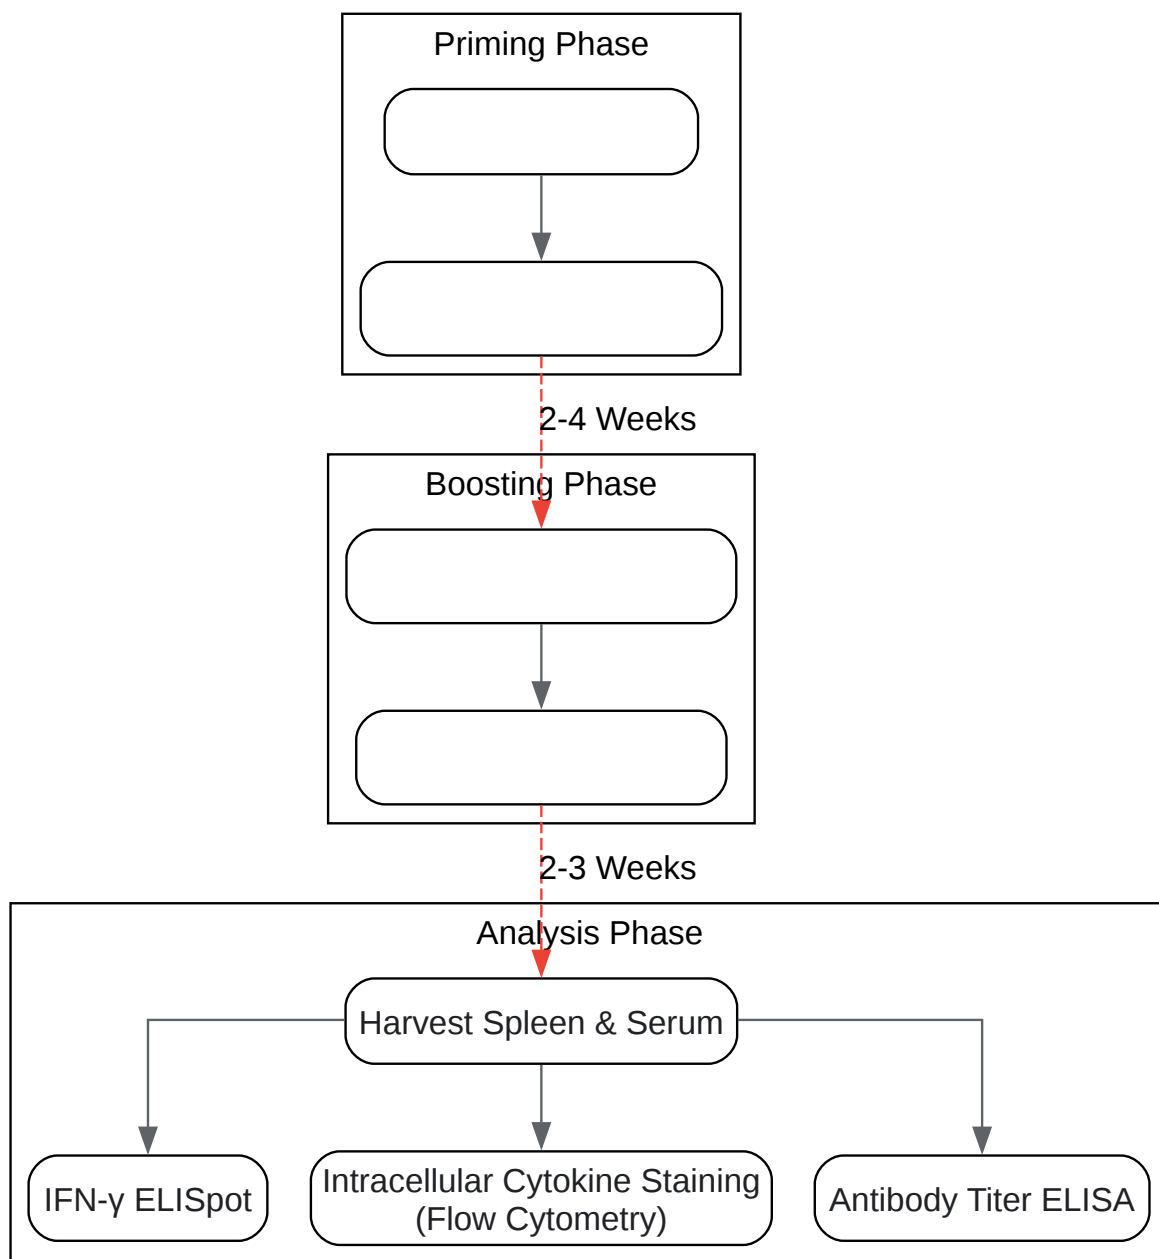 Priming Phase
2-4 Weeks
Boosting Phase
2-3 Weeks
Analysis Phase
Harvest Spleen & Serum
IFN-γ ELISpot
Intracellular Cytokine Staining
(Flow Cytometry)
Antibody Titer ELISA